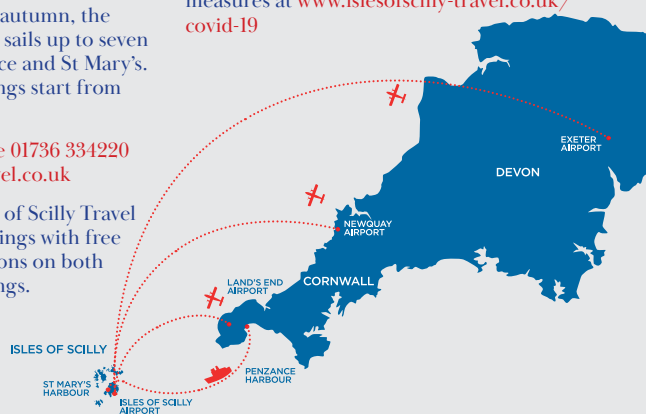 autumn, the
sails up to seven
ce and St Mary's.
ngs start from
e 01736 334220
vel.co.uk
of Scilly Travel
ings with free
ons on both
ngs.
measures at www.islesofscilly-travel.co.uk/
covid-19
EXETER
AIRPORT
DEVON
NEWQUAY
AIRPORT
CORNWALL
LAND'S END
AIRPORT
ISLES OF SCILLY
PENZANCE
HARBOUR
ST MARY'S
HARBOUR
ISLES OF SCILLY
AIRPORT